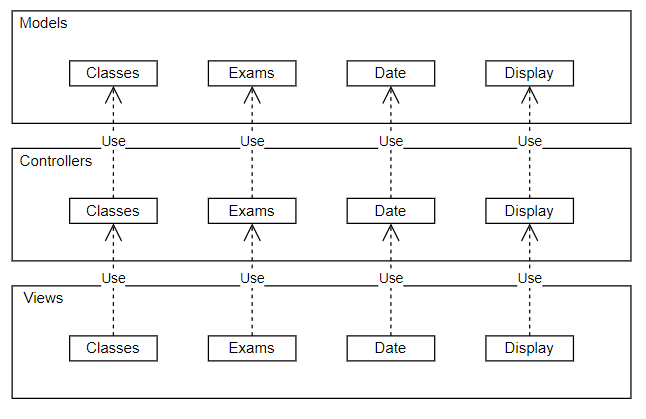 Models
Classes Exams Date Display
Use Use Use Use
Controllers
Classes Exams Date Display
Use Use Use Use
Views
Classes Exams Date Display